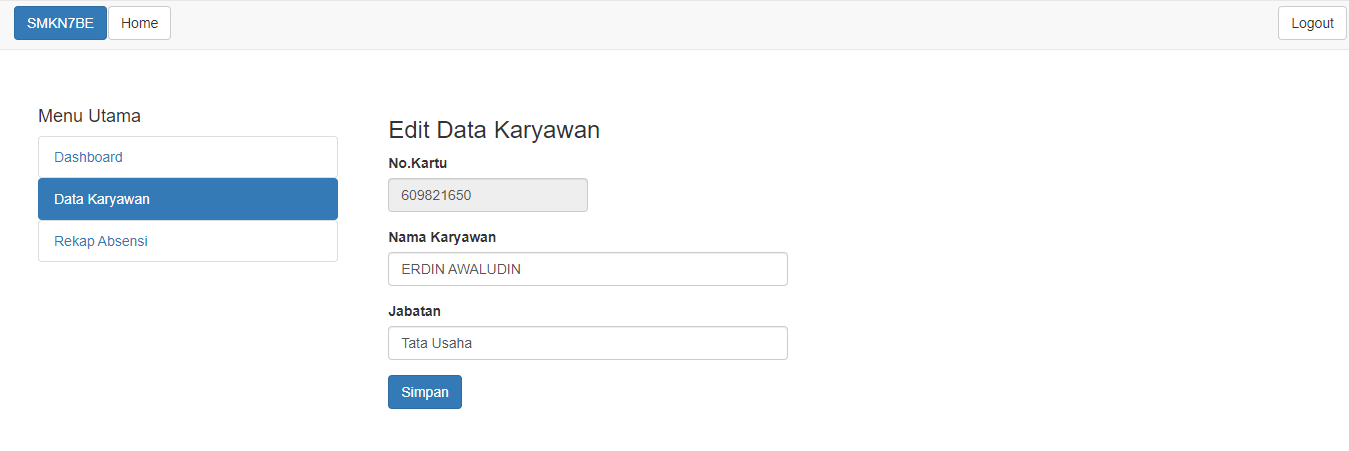 SMKN7BE Home Logout
Menu Utama
Dashboard
Data Karyawan
Rekap Absensi
Edit Data Karyawan
No.Kartu
609821650
Nama Karyawan
ERDIN AWALUDIN
Jabatan
Tata Usaha
Simpan